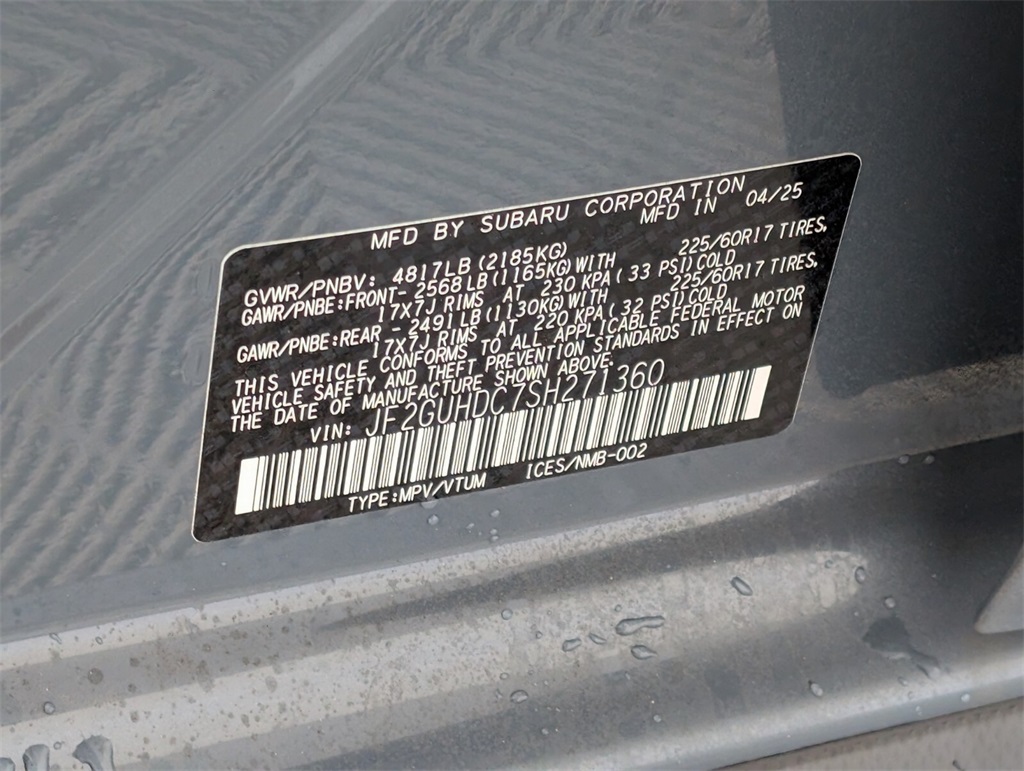 MFD BY SUBARU CORPORATION
MFD IN 04/25
GVWR/PNBV: 4817LB(2185KG)
GAWR/PNBE:FRONT-2568LB(1165KG)WITH 225/60R17 TIRES,
17x7J RIMS AT 230 KPA(33 PSI)COLD
GAWR/PNBE:REAR -2491LB(1130KG)WITH 225/60R17 TIRES,
17x7J RIMS AT 220 KPA(32 PSI)COLD
THIS VEHICLE CONFORMS TO ALL APPLICABLE FEDERAL MOTOR
VEHICLE SAFETY AND THEFT PREVENTION STANDARDS IN EFFECT ON
THE DATE OF MANUFACTURE SHOWN ABOVE.
VIN: JF2GUHDC7SH271360
TYPE:MPV/VTUM ICES/NMB-002